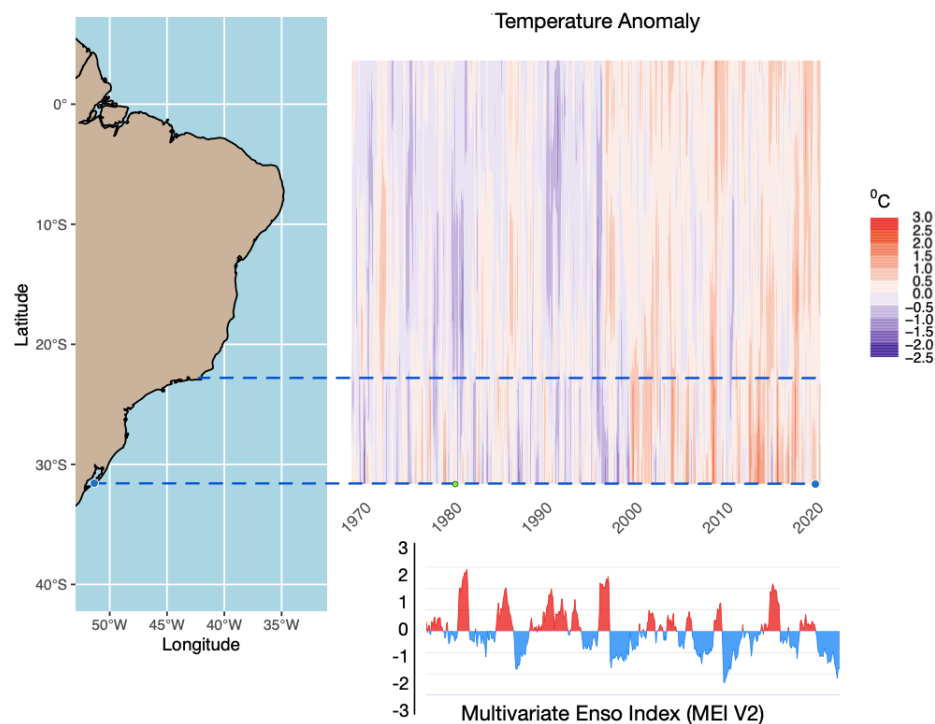 Temperature Anomaly
0°
10°S
20°S
30°S
40°S
Latitude
50°W 45°W 40°W 35°W
Longitude
⁰C
3.0
2.5
2.0
1.5
1.0
0.5
0.0
−0.5
−1.0
−1.5
−2.0
−2.5
1970 1980 1990 2000 2010 2020
3
2
1
0
-1
-2
-3
Multivariate Enso Index (MEI V2)